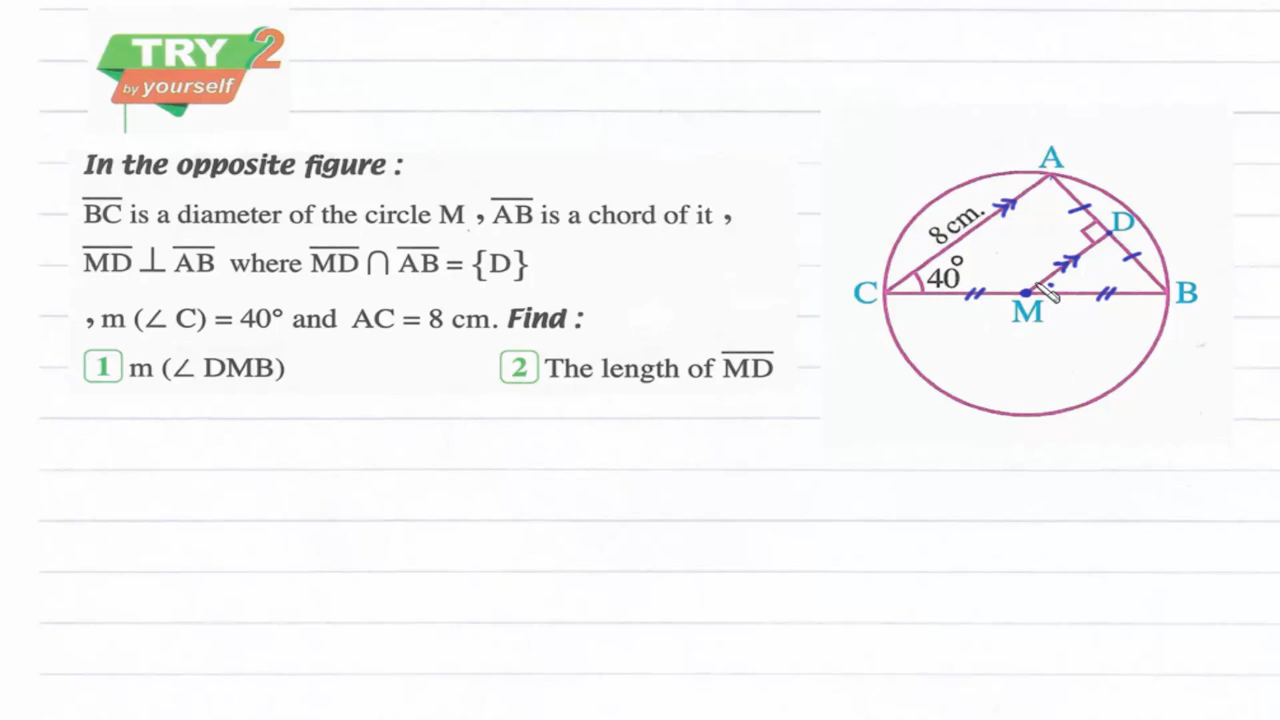 TRY 2
by yourself
In the opposite figure :
BC is a diameter of the circle M , AB is a chord of it ,
MD ⊥ AB where MD ∩ AB = {D}
, m (∠ C) = 40° and AC = 8 cm. Find :
1 m (∠ DMB)
2 The length of MD
A
D
8 cm.
40°
C
M
B